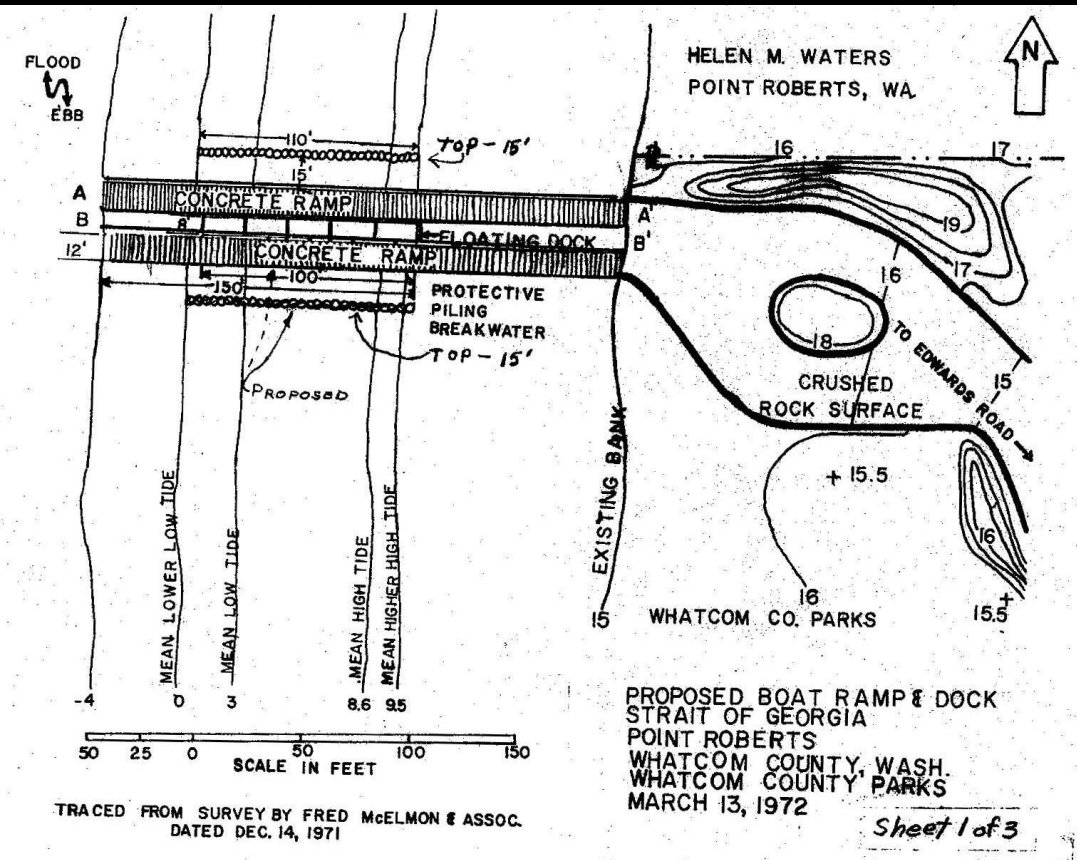 FLOOD
EBB
HELEN M. WATERS
POINT ROBERTS, WA.
N
110'
TOP - 15'
15'
A
CONCRETE RAMP
A'
B
8'
FLOATING DOCK
B'
12'
CONCRETE RAMP
100
150
PROTECTIVE
PILING
BREAKWATER
TOP - 15'
PROPOSED
16
17
19
17
16
18
TO EDWARDS ROAD
15
CRUSHED
ROCK SURFACE
+ 15.5
16
16
15.5
EXISTING BANK
15
WHATCOM CO. PARKS
MEAN LOWER LOW TIDE
MEAN LOW TIDE
MEAN HIGH TIDE
MEAN HIGHER HIGH TIDE
-4
0
3
8.6
9.5
50 25 0 50 100 150
SCALE IN FEET
TRACED FROM SURVEY BY FRED McELMON & ASSOC.
DATED DEC. 14, 1971
PROPOSED BOAT RAMP & DOCK
STRAIT OF GEORGIA
POINT ROBERTS
WHATCOM COUNTY, WASH.
WHATCOM COUNTY PARKS
MARCH 13, 1972
Sheet 1 of 3